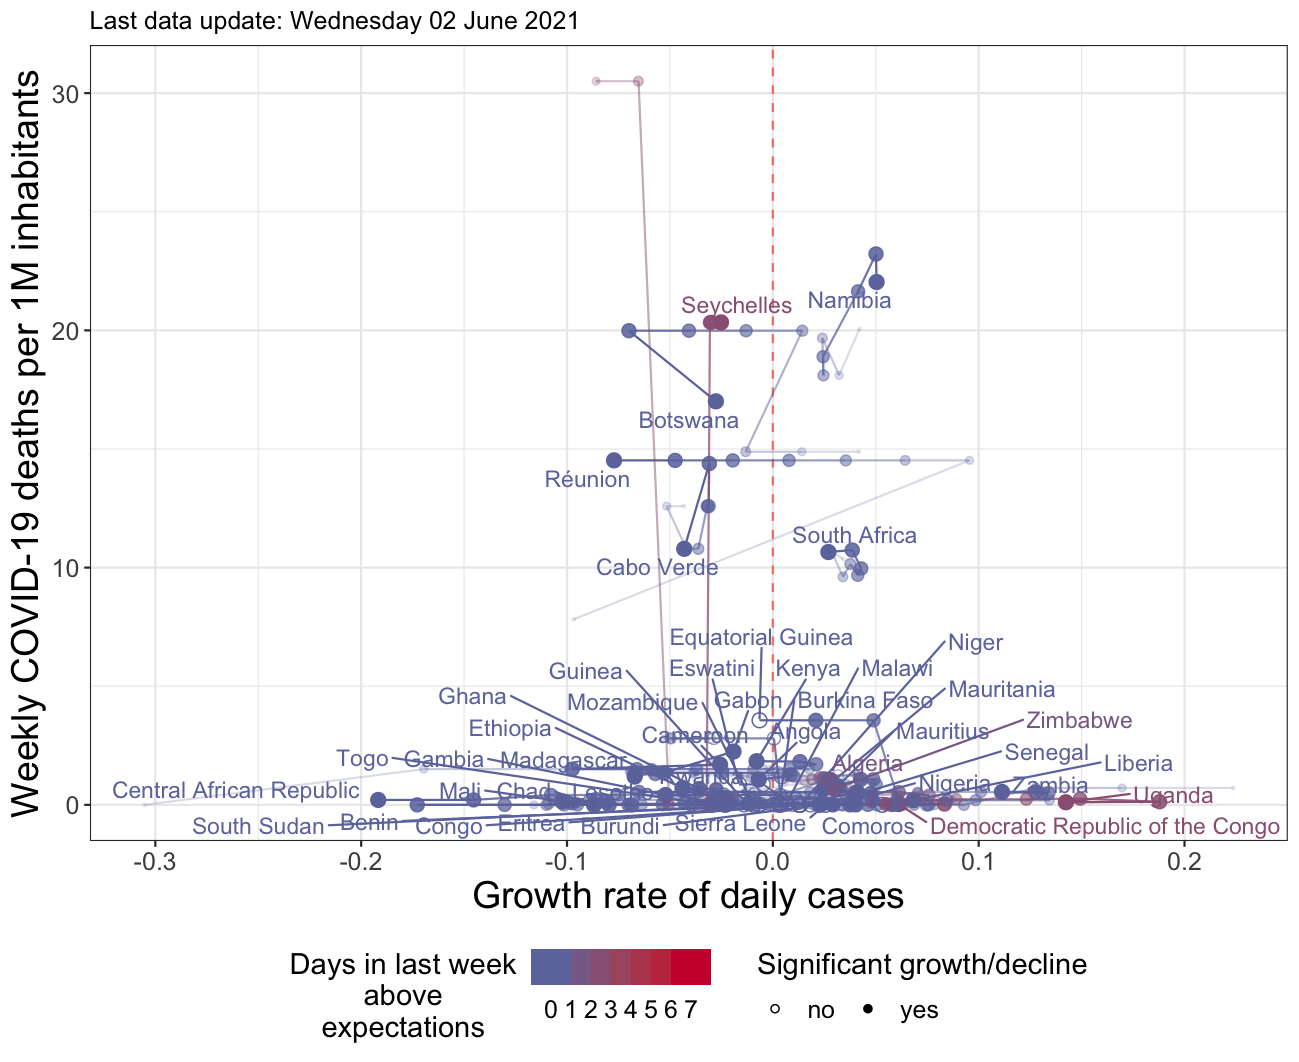 Last data update: Wednesday 02 June 2021
Weekly COVID-19 deaths per 1M inhabitants
30
20
10
0
Seychelles
Namibia
Botswana
Réunion
South Africa
Cabo Verde
Equatorial Guinea
Niger
Guinea
Eswatini
Kenya
Malawi
Ghana
Mozambique
Gabon
Burkina Faso
Mauritania
Ethiopia
Cameroon
Angola
Mauritius
Zimbabwe
Togo
Gambia
Madagascar
Algeria
Senegal
Liberia
Rwanda
Central African Republic
Mali
Chad
Nigeria
Zambia
Uganda
South Sudan
Benin
Congo
Eritrea
Burundi
Sierra Leone
Comoros
Democratic Republic of the Congo
-0.3
-0.2
-0.1
0.0
0.1
0.2
Growth rate of daily cases
Days in last week
above
expectations
0 1 2 3 4 5 6 7
Significant growth/decline
no
yes